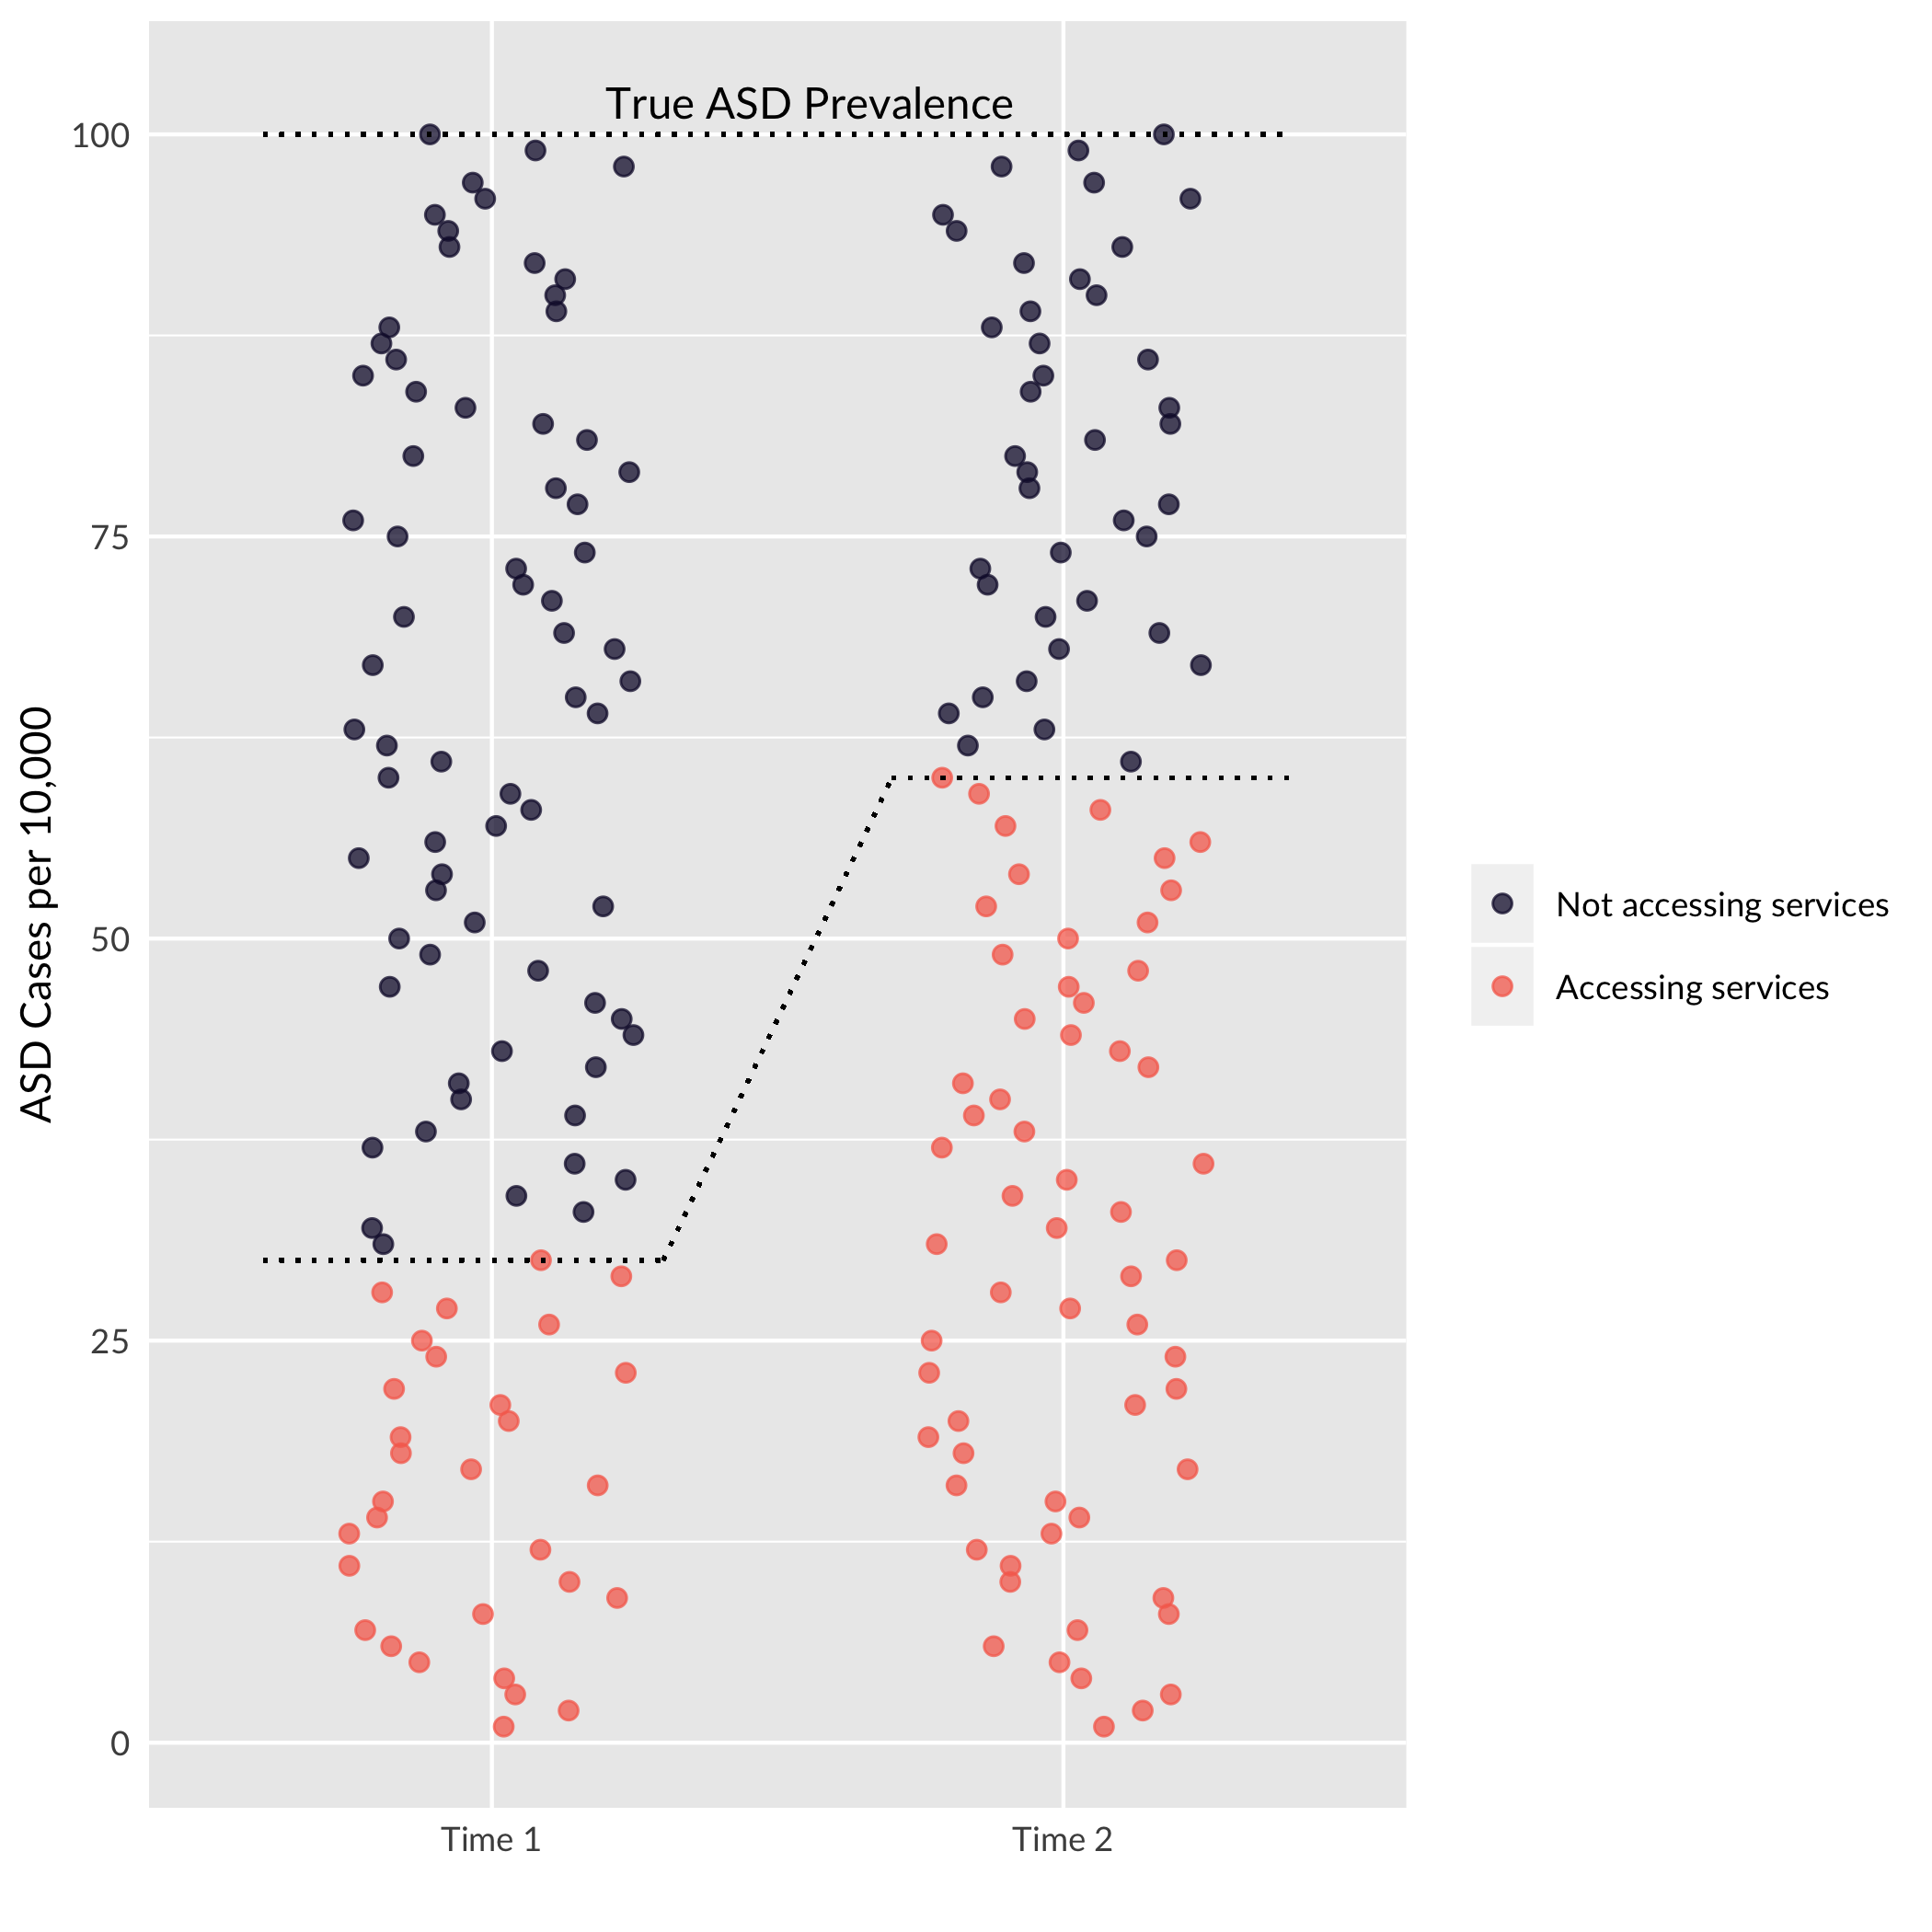 True ASD Prevalence
100
75
50
25
0
ASD Cases per 10,000
Time 1
Time 2
Not accessing services
Accessing services